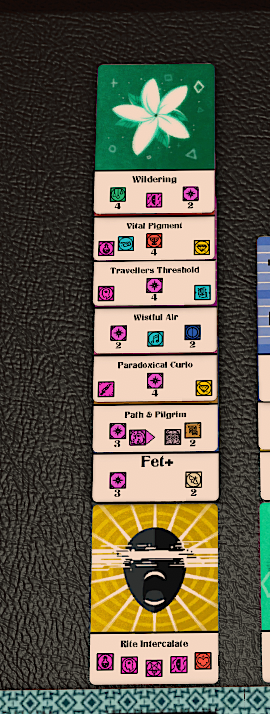 Wildering
4 2
Vital Pigment
4
Travellers Threshold
4
Wistful Air
2 2
Paradoxical Curio
4
Path & Pilgrim
3 2
Fet+
3 2
Rite Intercalate